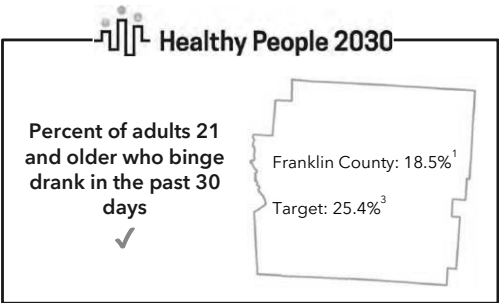 Healthy People 2030
Percent of adults 21
and older who binge
drank in the past 30
days
✓
Franklin County: 18.5%¹
Target: 25.4%³